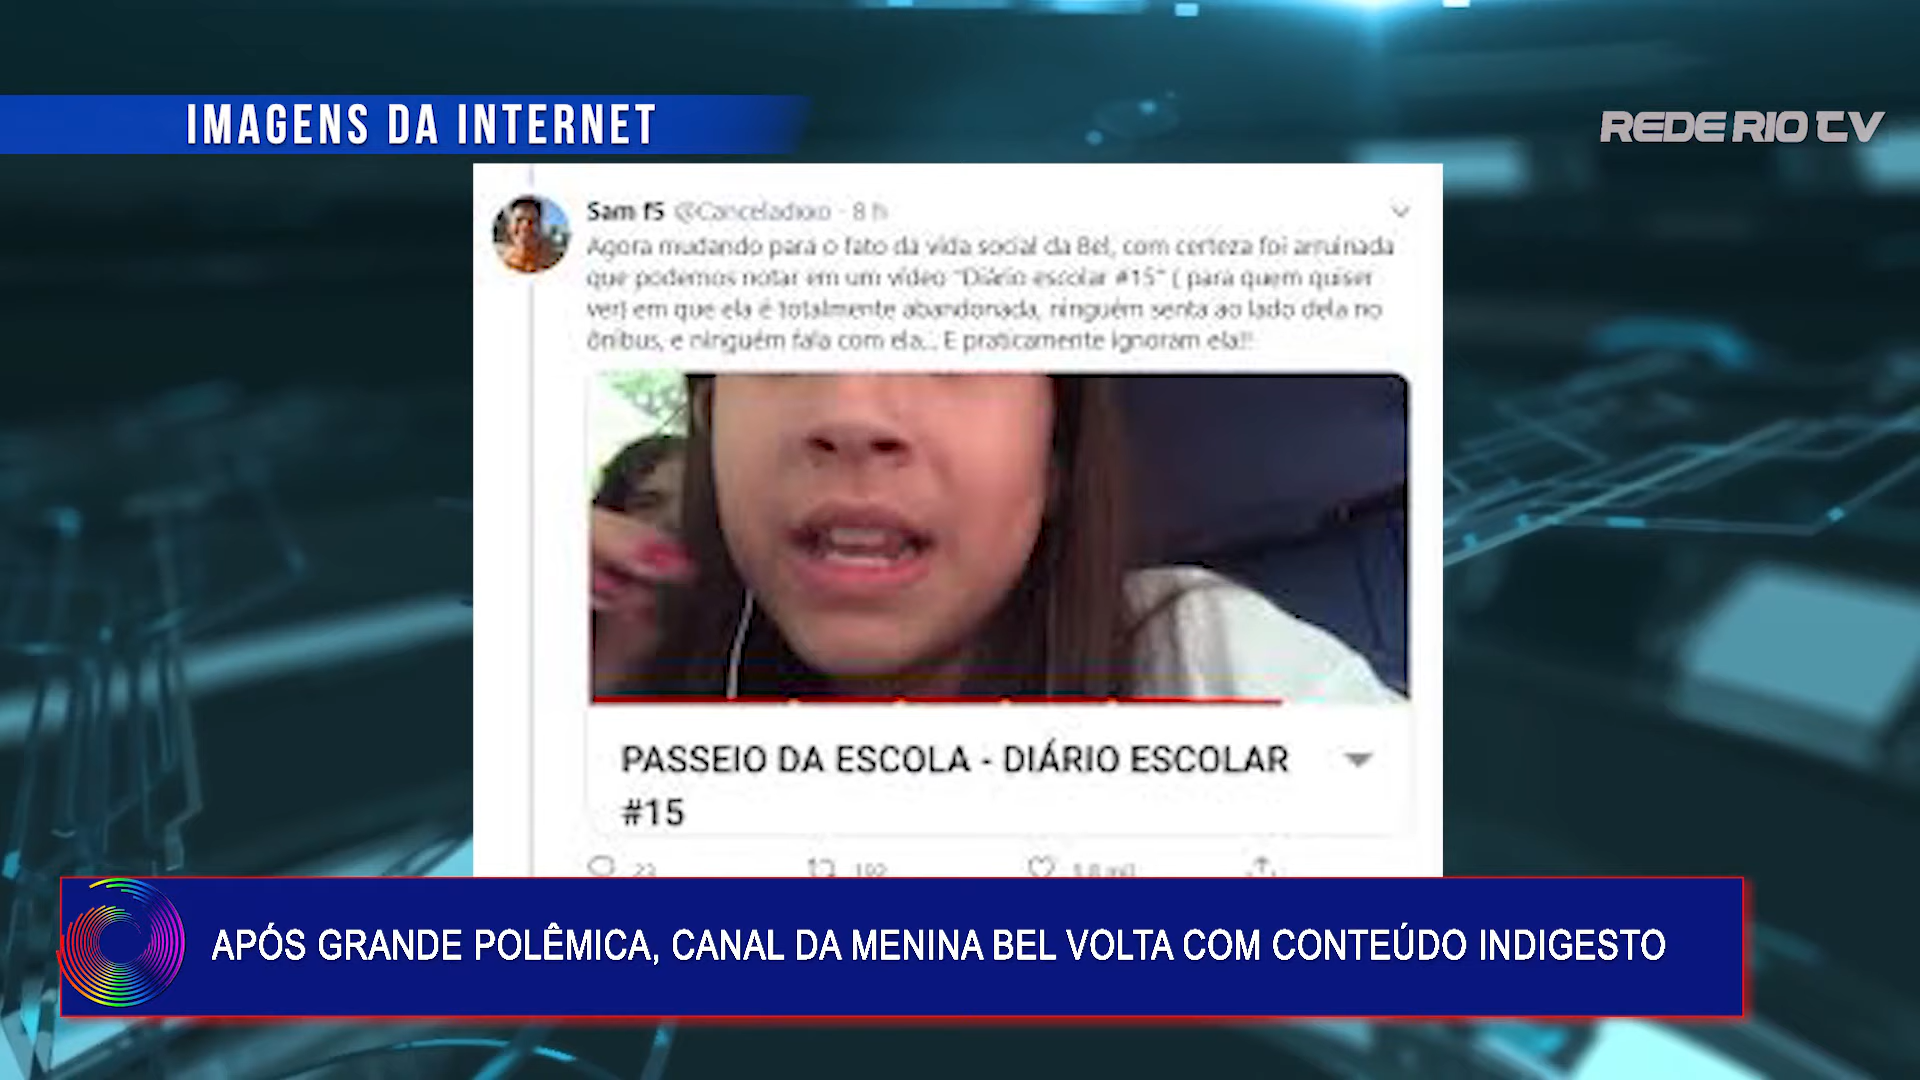 IMAGENS DA INTERNET
REDE RIO TV
Sam f5 @Canceladixxo · 8 h
Agora mudando para o fato da vida social da Bel, com certeza foi arruinada
que podemos notar em um vídeo "Diário escolar #15" ( para quem quiser
ver) em que ela é totalmente abandonada, ninguém senta ao lado dela no
ônibus, e ninguém fala com ela... E praticamente ignoram ela!!
PASSEIO DA ESCOLA - DIÁRIO ESCOLAR
#15
23
APÓS GRANDE POLÊMICA, CANAL DA MENINA BEL VOLTA COM CONTEÚDO INDIGESTO